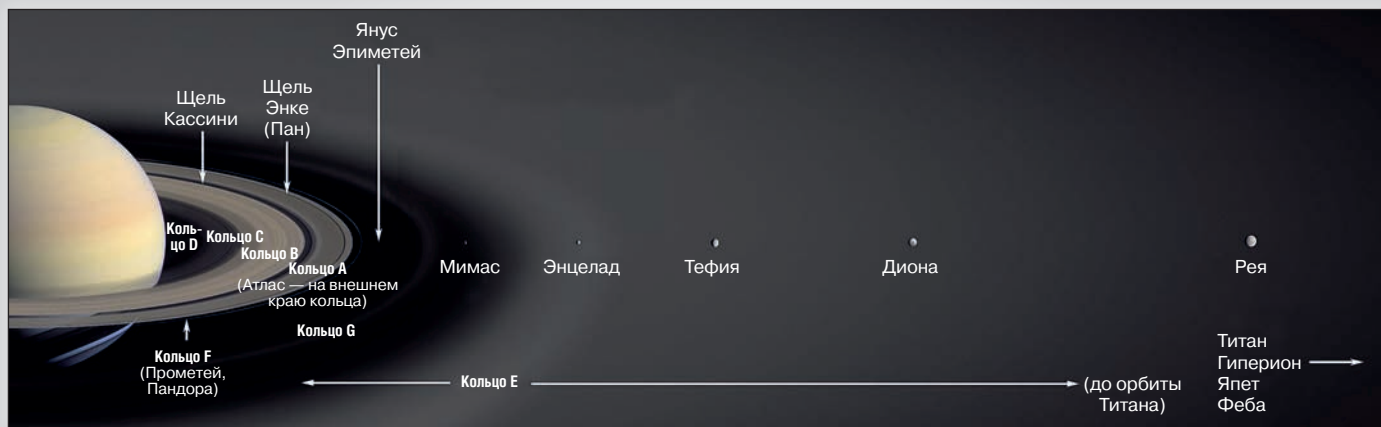 Янус
Эпиметей
Щель
Кассини
Щель
Энке
(Пан)
Коль-
цо D
Кольцо C
Кольцо B
Кольцо A
(Атлас — на внешнем
краю кольца)
Кольцо G
Кольцо F
(Прометей,
Пандора)
Мимас
Энцелад
Тефия
Диона
Рея
Кольцо E
(до орбиты
Титана)
Титан
Гиперион
Япет
Феба